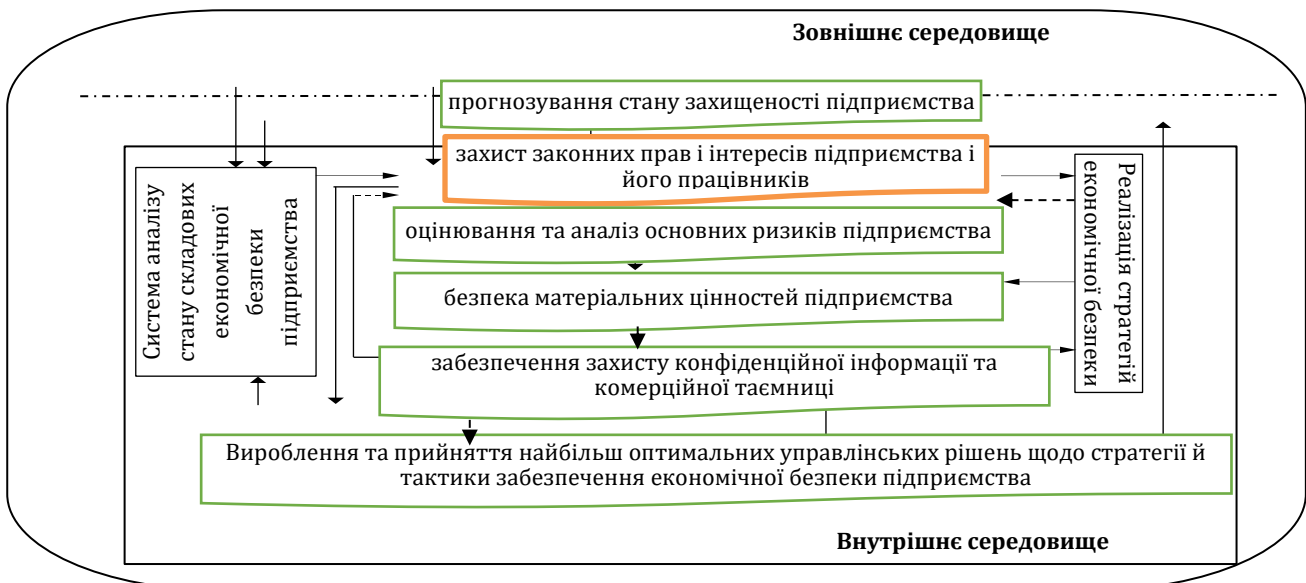 Зовнішнє середовище
прогнозування стану захищеності підприємства
захист законних прав і інтересів підприємства і
його працівників
Система аналізу
стану складових
економічної
безпеки
підприємства
Реалізація стратегій
економічної безпеки
оцінювання та аналіз основних ризиків підприємства
безпека матеріальних цінностей підприємства
забезпечення захисту конфіденційної інформації та
комерційної таємниці
Вироблення та прийняття найбільш оптимальних управлінських рішень щодо стратегії й
тактики забезпечення економічної безпеки підприємства
Внутрішнє середовище